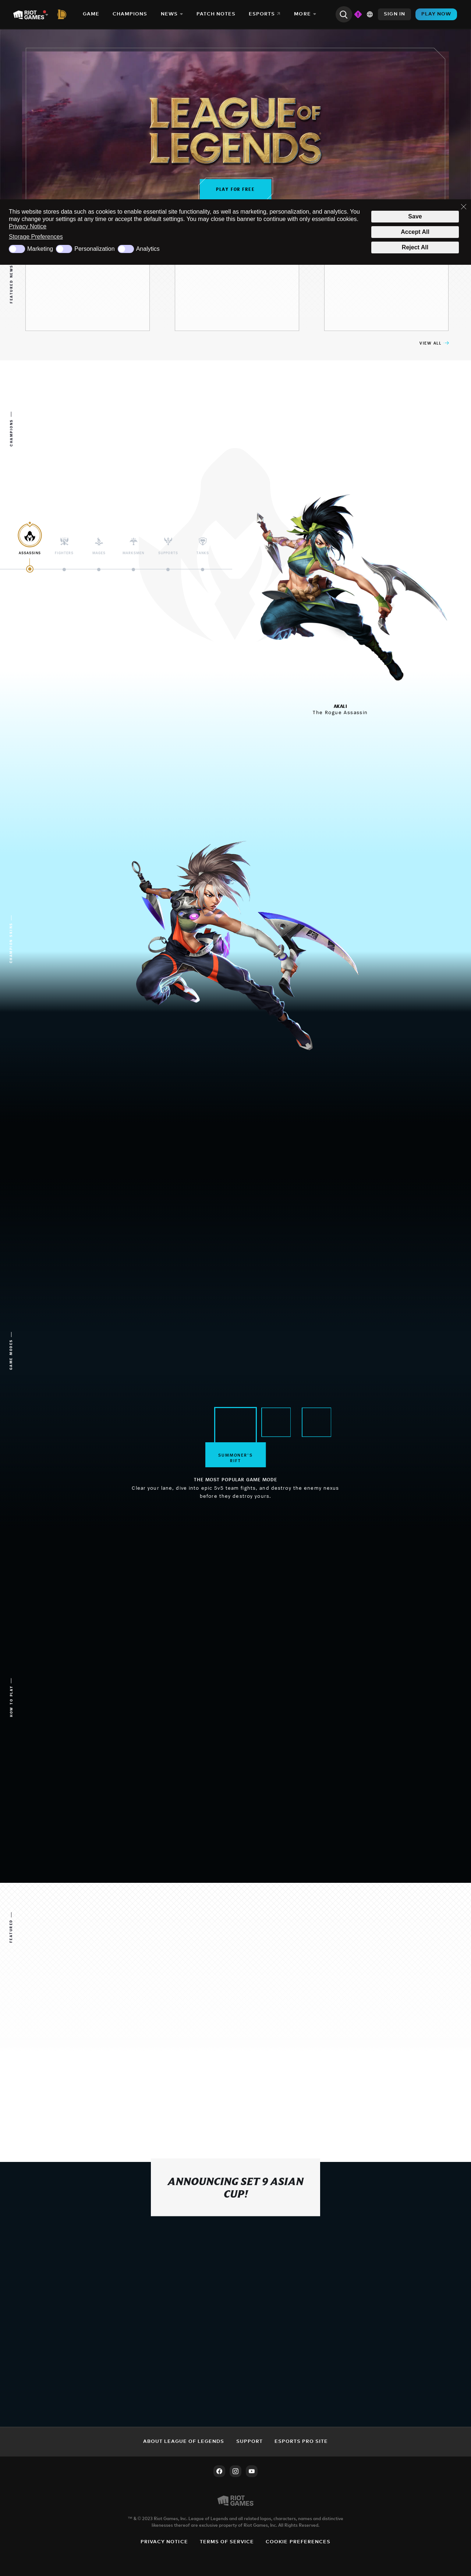 RIOT GAMES
GAME
CHAMPIONS
NEWS
PATCH NOTES
ESPORTS
MORE
SIGN IN
PLAY NOW
LEAGUE OF
LEGENDS
PLAY FOR FREE
This website stores data such as cookies to enable essential site functionality, as well as marketing, personalization, and analytics. You
may change your settings at any time or accept the default settings. You may close this banner to continue with only essential cookies.
Privacy Notice
Storage Preferences
Marketing
Personalization
Analytics
Save
Accept All
Reject All
FEATURED NEWS
VIEW ALL
CHAMPIONS
ASSASSINS
FIGHTERS
MAGES
MARKSMEN
SUPPORTS
TANKS
AKALI
The Rogue Assassin
GAME MODES
SUMMONER'S
RIFT
THE MOST POPULAR GAME MODE
Clear your lane, dive into epic 5v5 team fights, and destroy the enemy nexus
before they destroy yours.
HOW TO PLAY
FEATURED
ANNOUNCING SET 9 ASIAN
CUP!
ABOUT LEAGUE OF LEGENDS
SUPPORT
ESPORTS PRO SITE
RIOT GAMES
™ & © 2023 Riot Games, Inc. League of Legends and all related logos, characters, names and distinctive
likenesses thereof are exclusive property of Riot Games, Inc. All Rights Reserved.
PRIVACY NOTICE
TERMS OF SERVICE
COOKIE PREFERENCES